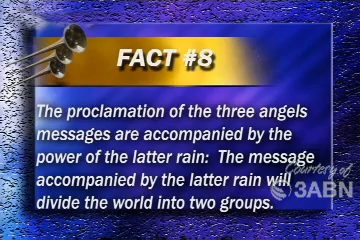 FACT #8
The proclamation of the three angels
messages are accompanied by the
power of the latter rain: The message
accompanied by the latter rain will
divide the world into two groups.
Courtesy of
3ABN